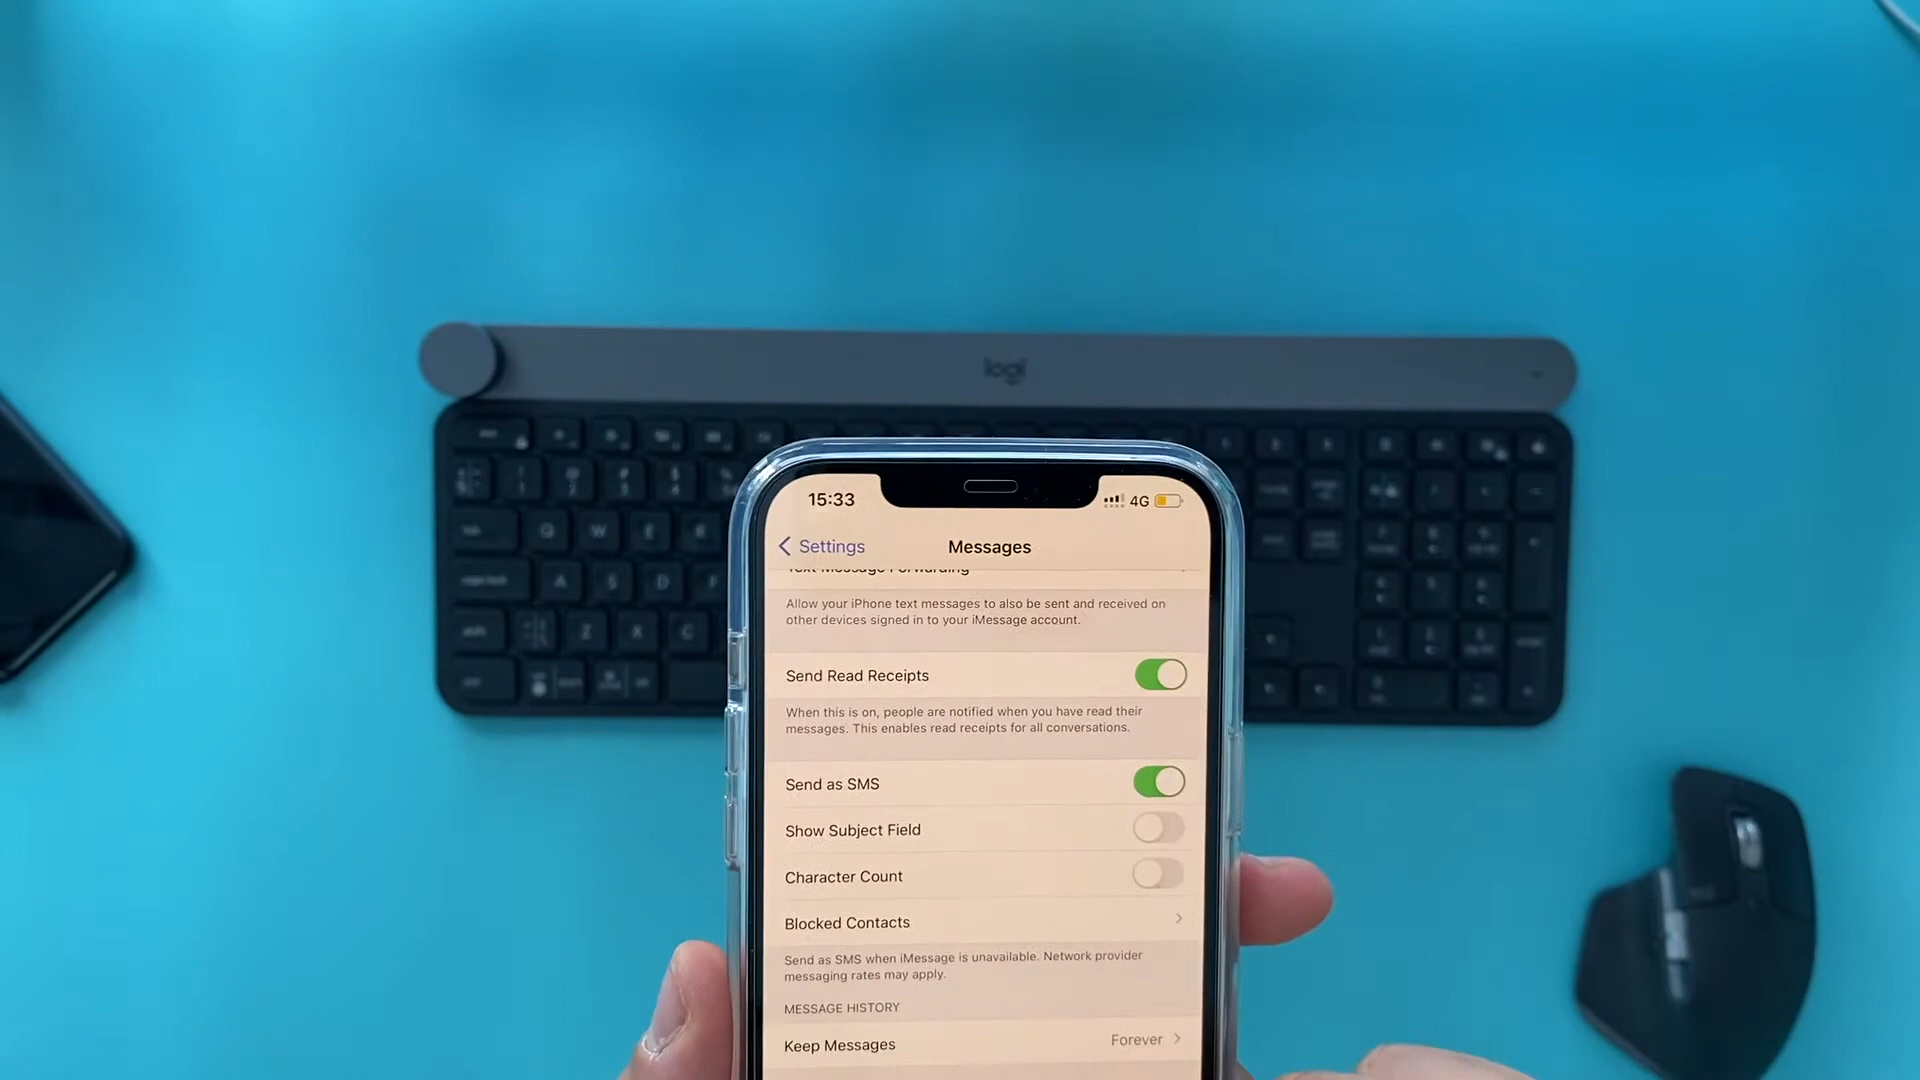 logi
15:33
4G
Settings
Messages
Text Message Forwarding
Allow your iPhone text messages to also be sent and received on
other devices signed in to your iMessage account.
Send Read Receipts
When this is on, people are notified when you have read their
messages. This enables read receipts for all conversations.
Send as SMS
Show Subject Field
Character Count
Blocked Contacts
Send as SMS when iMessage is unavailable. Network provider
messaging rates may apply.
MESSAGE HISTORY
Keep Messages
Forever
Q W E R
A S D F
Z X C